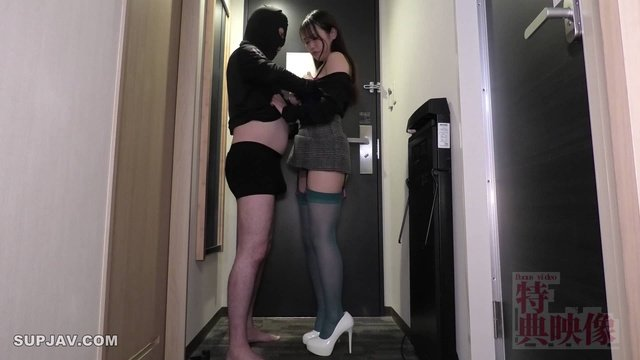 Bonus video
特
典映像
SUPJAV.COM